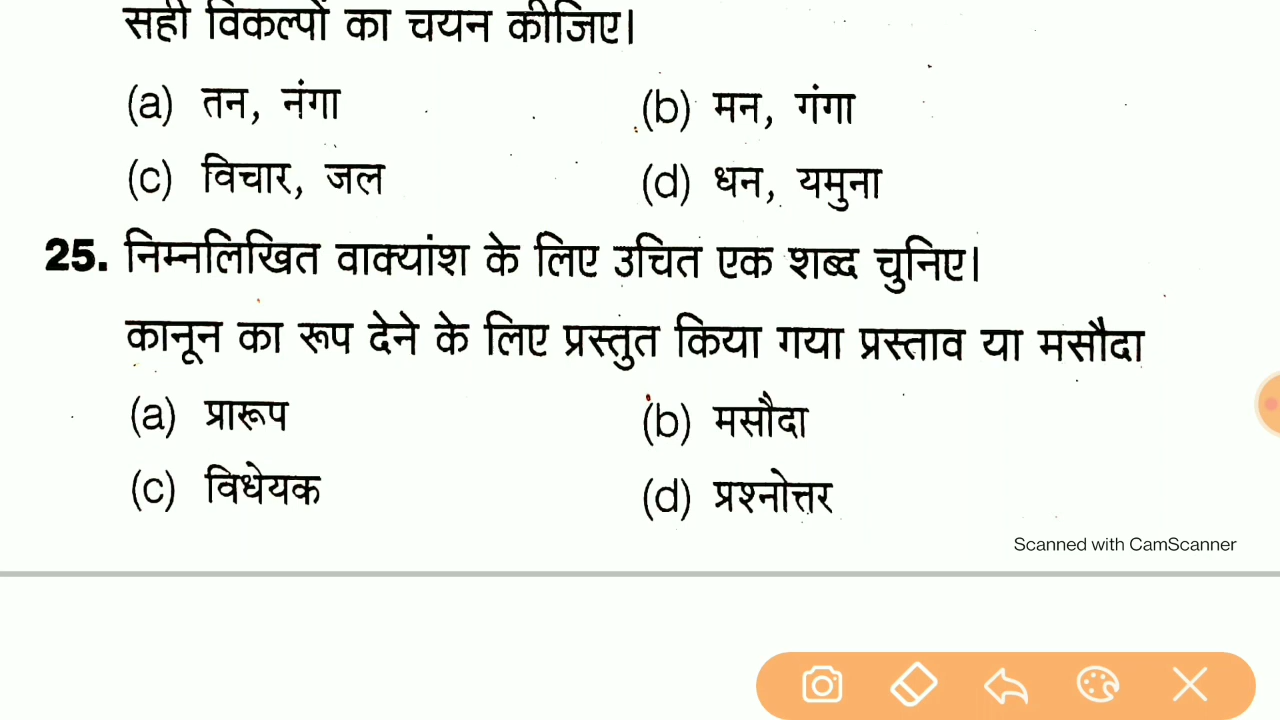 सही विकल्पों का चयन कीजिए।
(a) तन, नंगा (b) मन, गंगा
(c) विचार, जल (d) धन, यमुना
25. निम्नलिखित वाक्यांश के लिए उचित एक शब्द चुनिए।
कानून का रूप देने के लिए प्रस्तुत किया गया प्रस्ताव या मसौदा
(a) प्रारूप (b) मसौदा
(c) विधेयक (d) प्रश्नोत्तर
Scanned with CamScanner